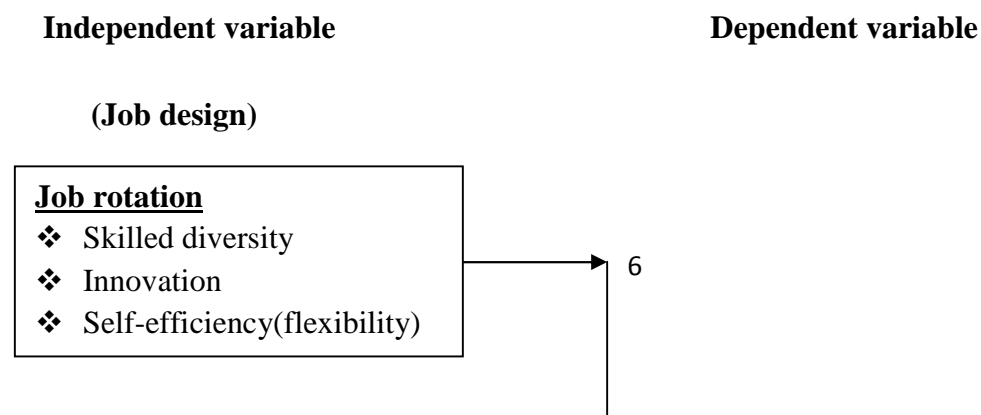 Independent variable Dependent variable
(Job design)
Job rotation
❖ Skilled diversity
❖ Innovation 6
❖ Self-efficiency(flexibility)